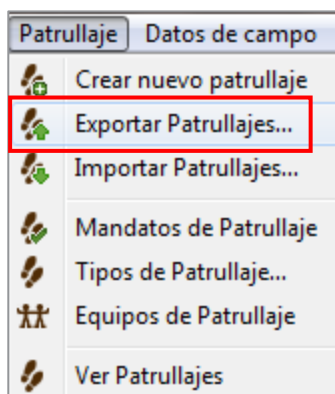 Patrullaje Datos de campo
Crear nuevo patrullaje
Exportar Patrullajes...
Importar Patrullajes...
Mandatos de Patrullaje
Tipos de Patrullaje...
Equipos de Patrullaje
Ver Patrullajes